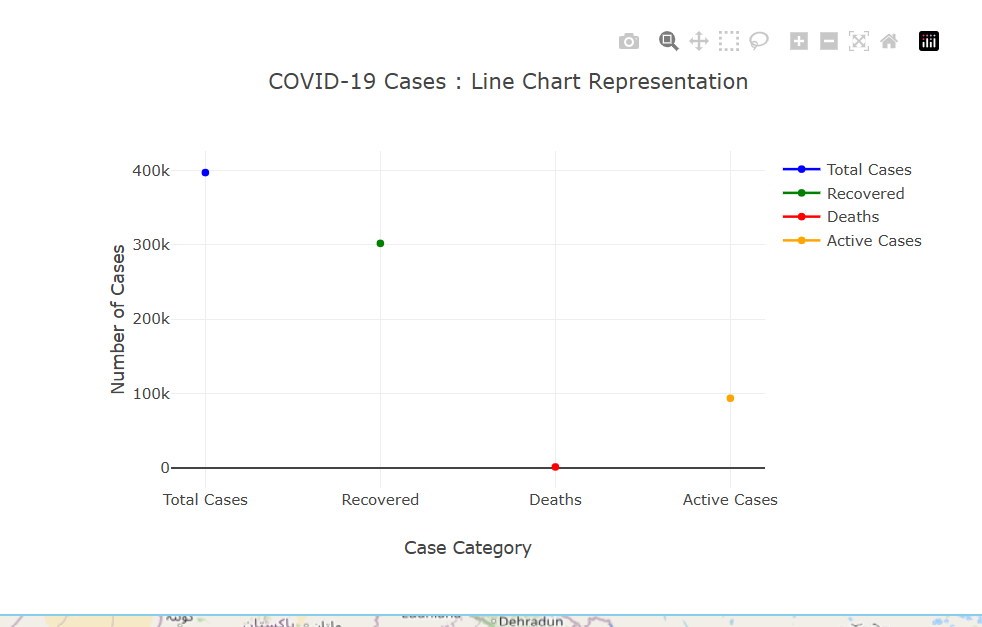 COVID-19 Cases : Line Chart Representation
Number of Cases
400k
300k
200k
100k
0
Total Cases
Recovered
Deaths
Active Cases
Case Category
Total Cases
Recovered
Deaths
Active Cases
Dehradun